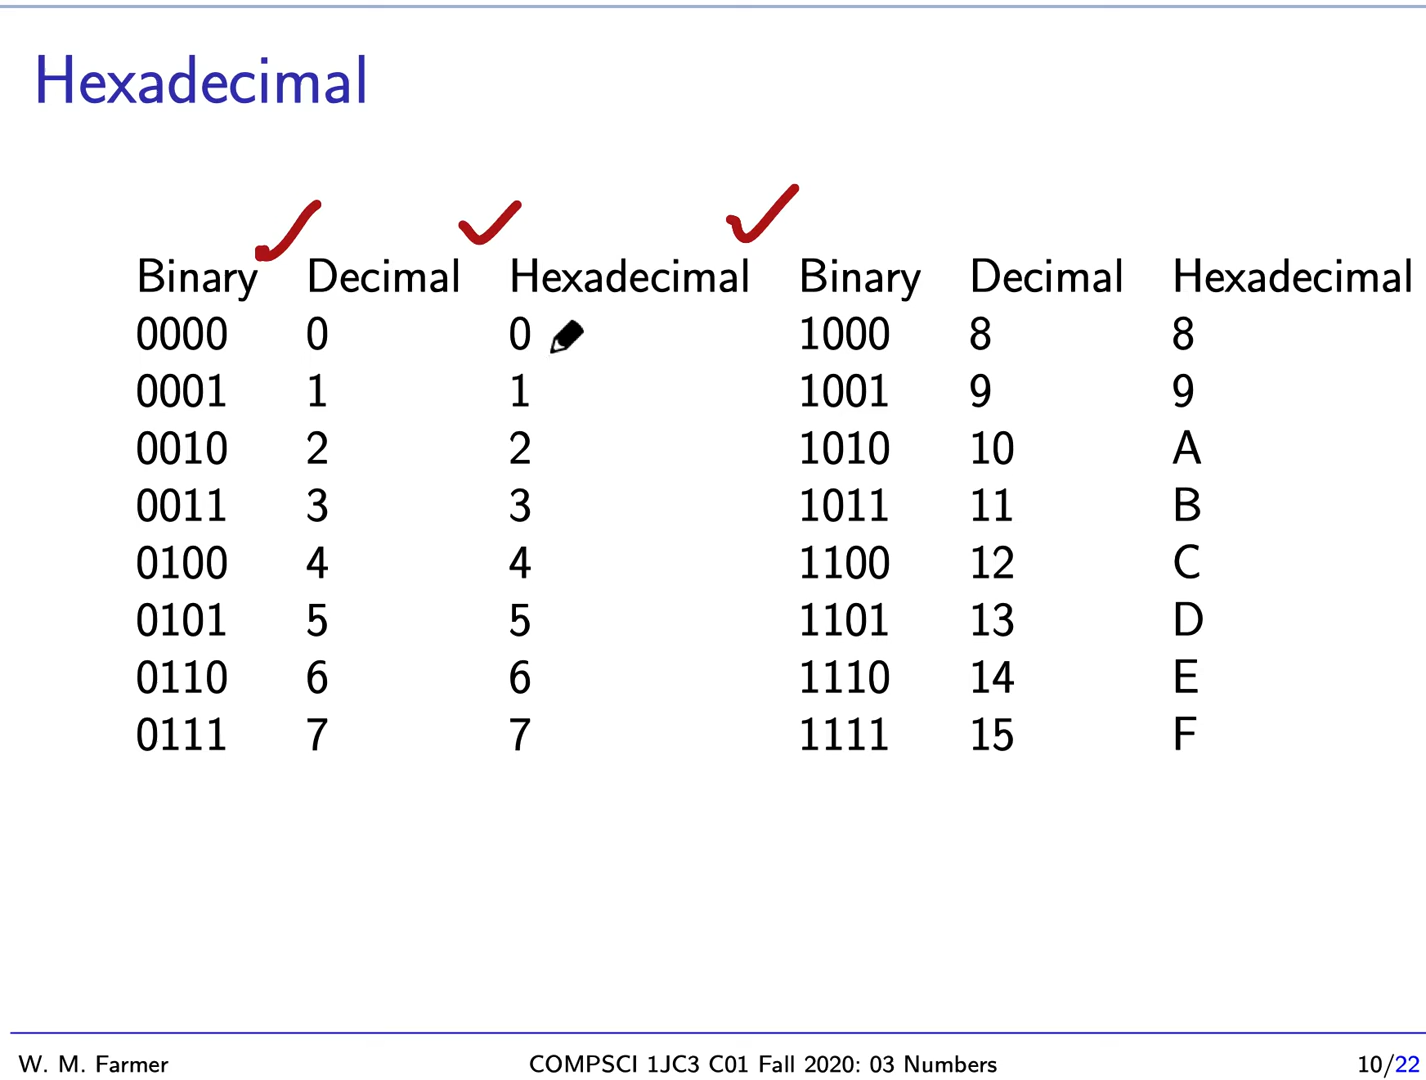 Hexadecimal
Binary Decimal Hexadecimal Binary Decimal Hexadecimal
0000 0 0 1000 8 8
0001 1 1 1001 9 9
0010 2 2 1010 10 A
0011 3 3 1011 11 B
0100 4 4 1100 12 C
0101 5 5 1101 13 D
0110 6 6 1110 14 E
0111 7 7 1111 15 F
W. M. Farmer COMPSCI 1JC3 C01 Fall 2020: 03 Numbers 10/22